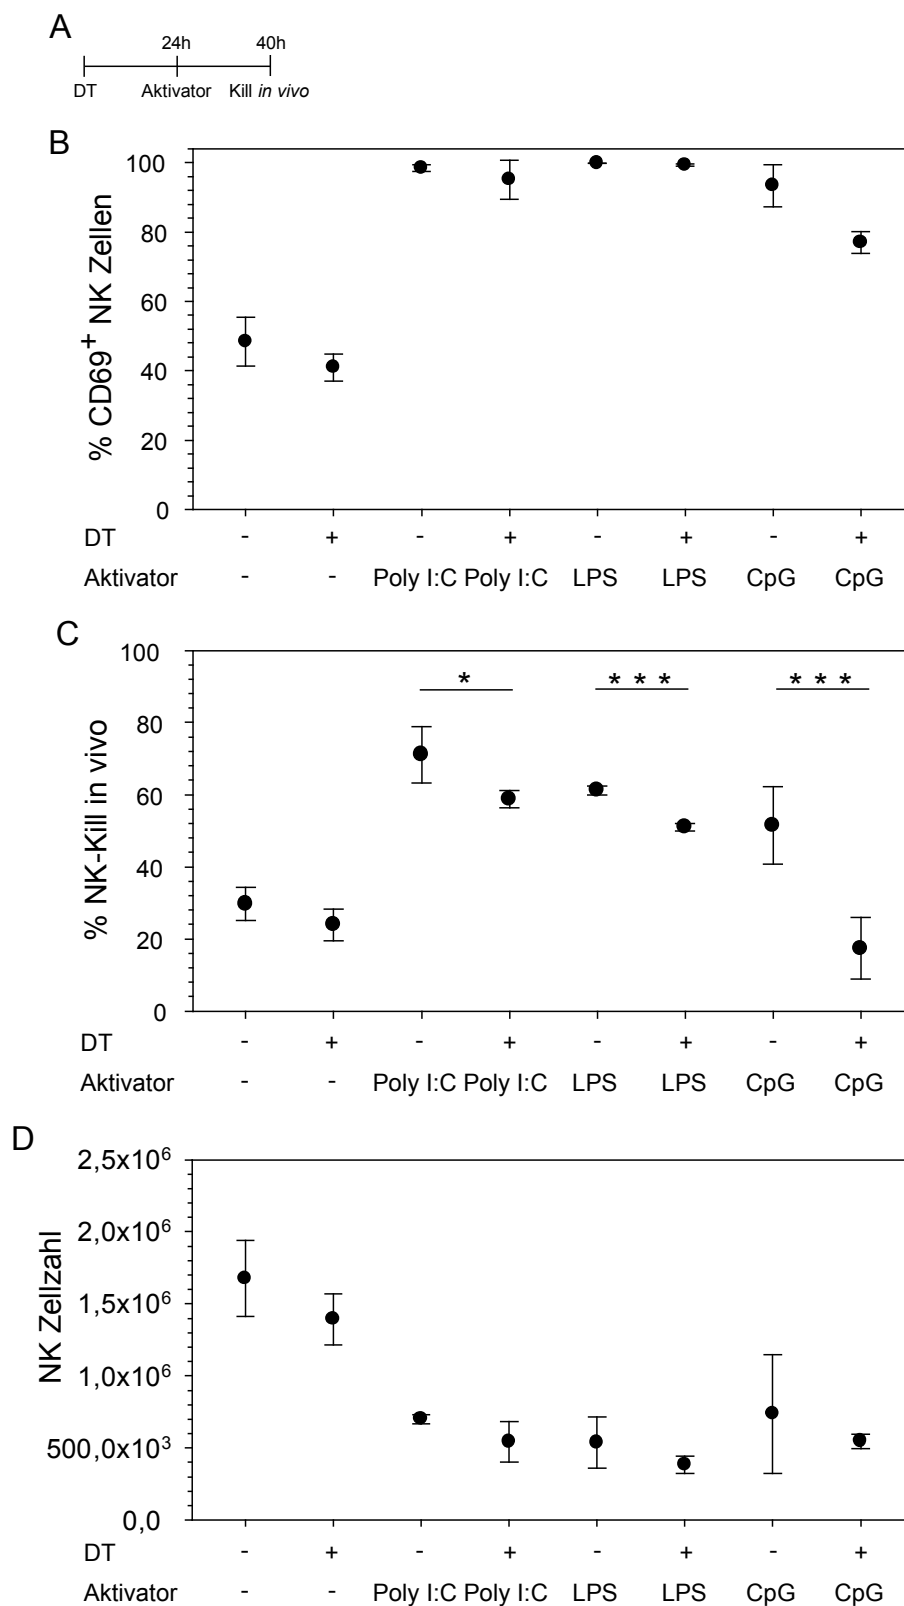 A
24h 40h
DT Aktivator Kill in vivo
B
100
80
60
40
20
0
% CD69⁺ NK Zellen
DT - + - + - + - +
Aktivator - - Poly I:C Poly I:C LPS LPS CpG CpG
C
100
80
60
40
20
0
% NK-Kill in vivo
* *** ***
DT - + - + - + - +
Aktivator - - Poly I:C Poly I:C LPS LPS CpG CpG
D
2,5x10⁶
2,0x10⁶
1,5x10⁶
1,0x10⁶
500,0x10³
0,0
NK Zellzahl
DT - + - + - + - +
Aktivator - - Poly I:C Poly I:C LPS LPS CpG CpG